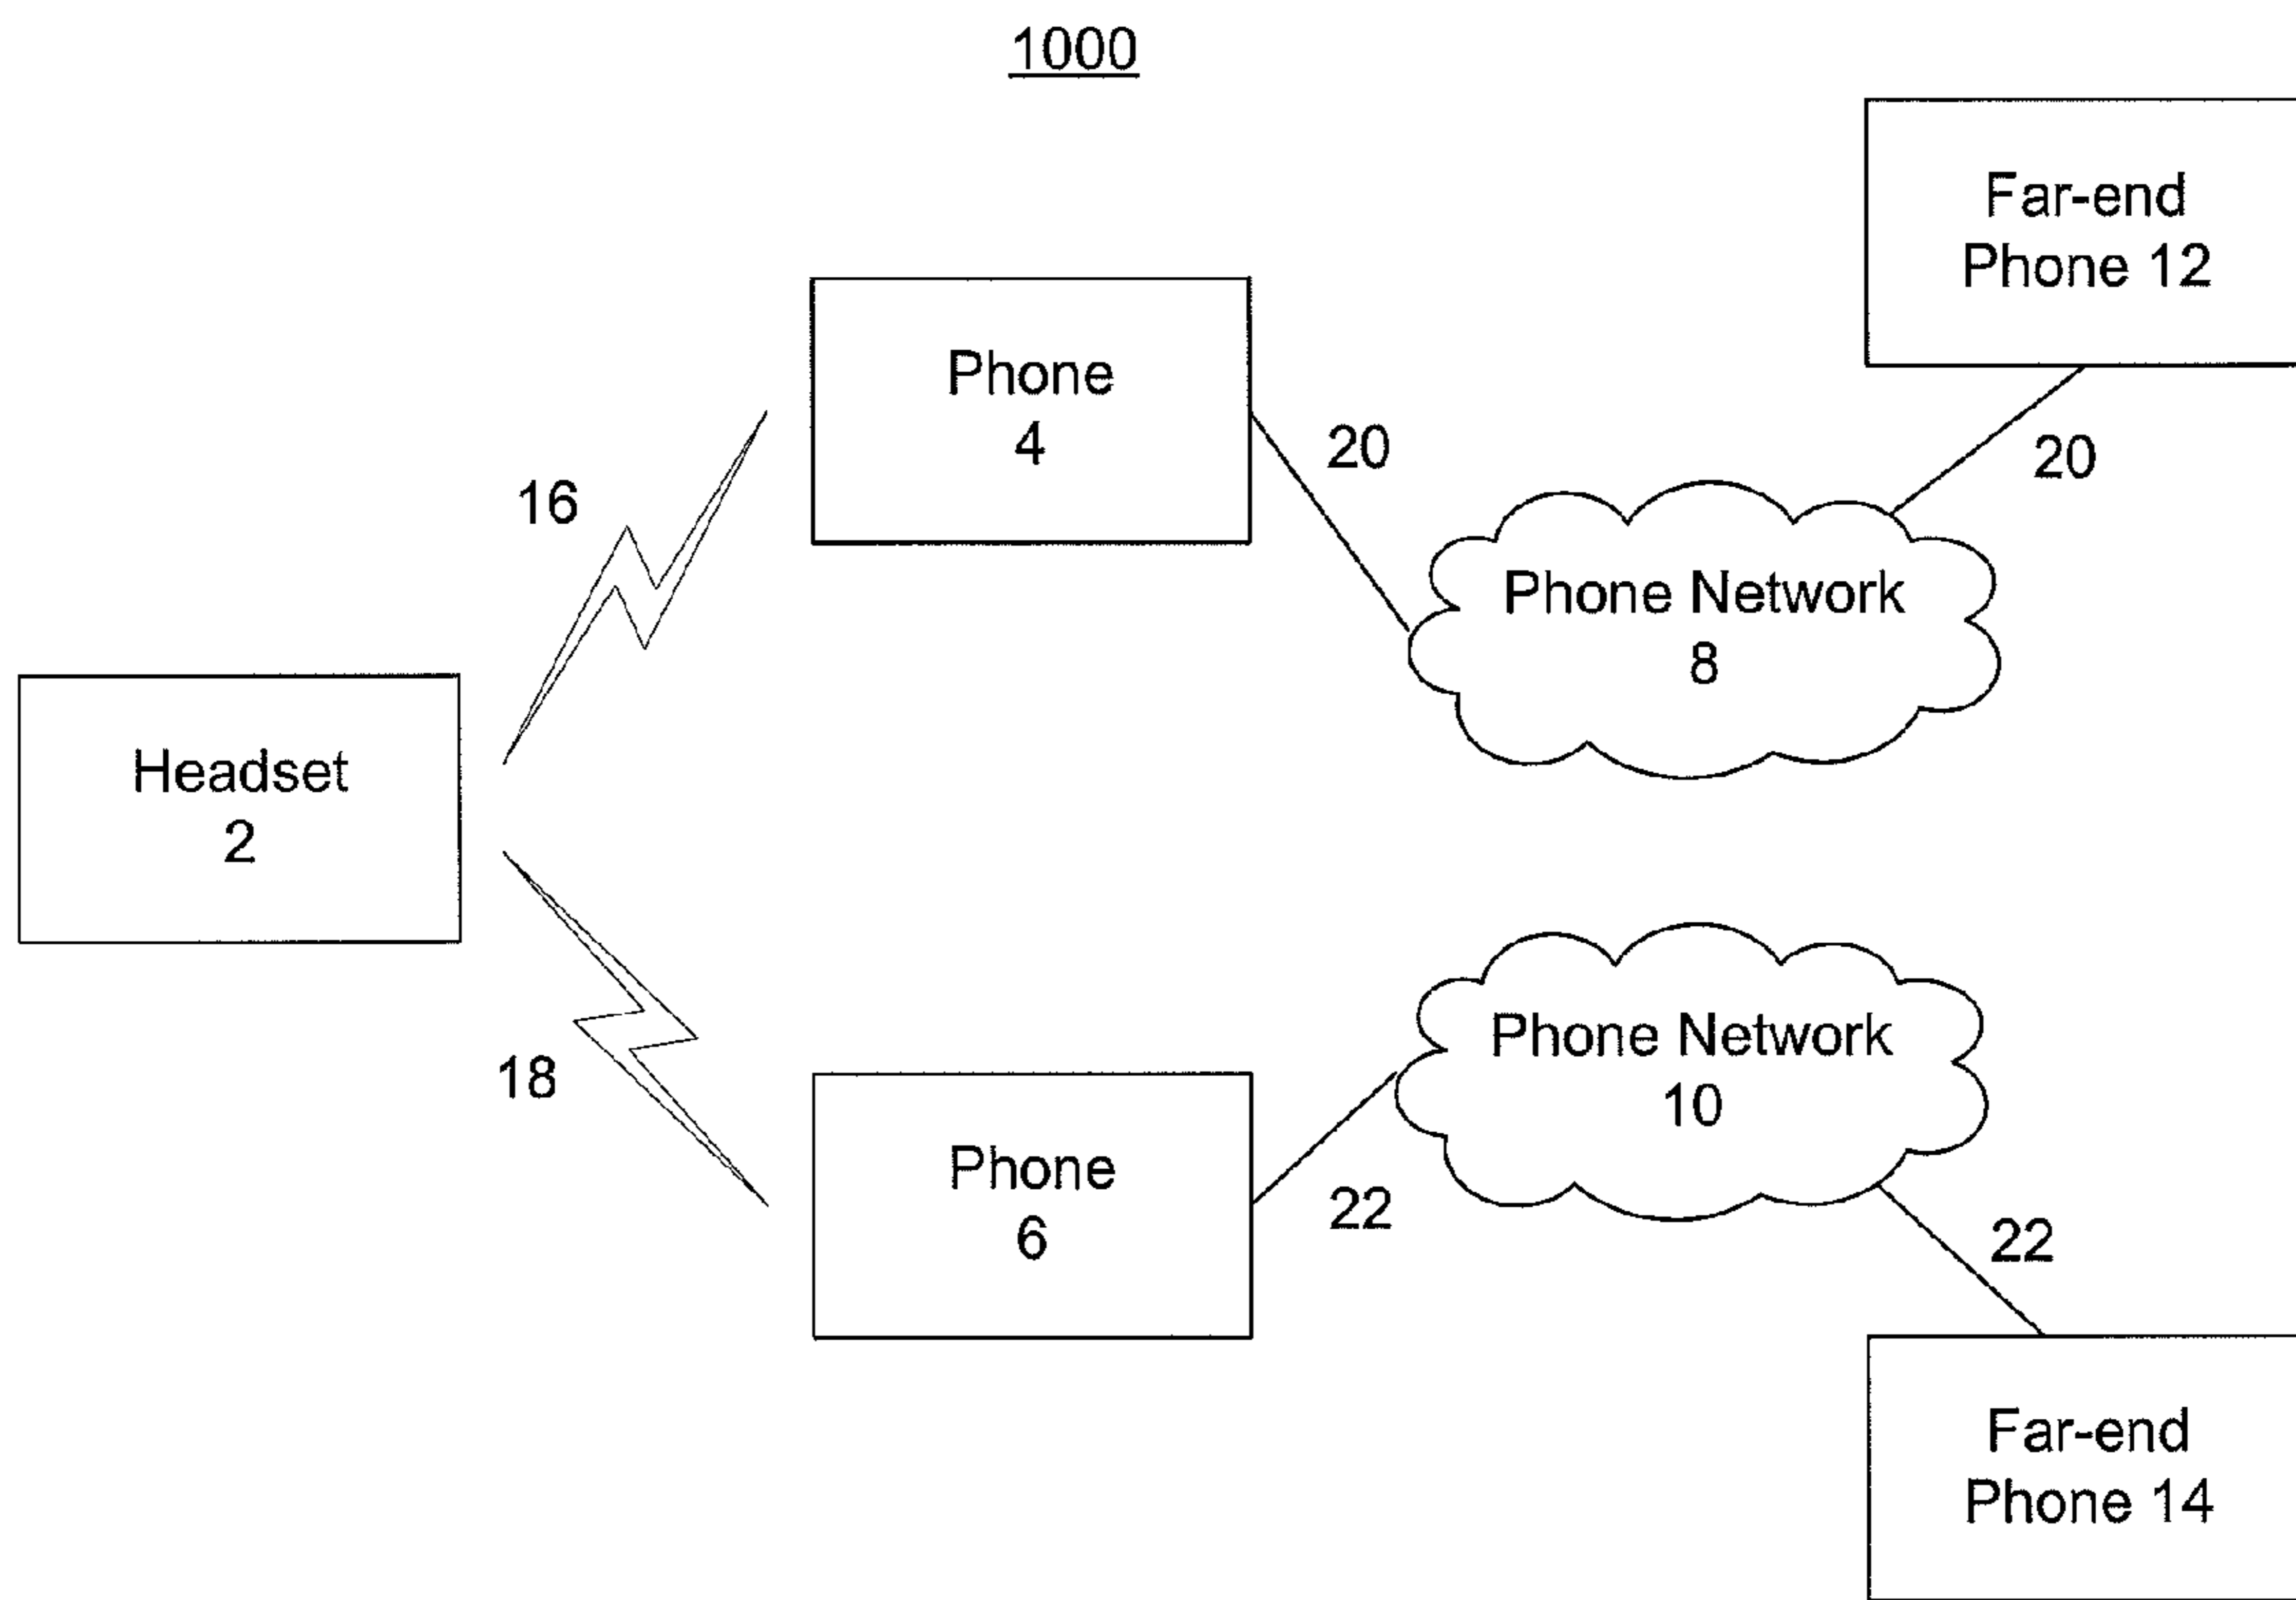 1000
Far-end
Phone 12
Phone
4
20
20
16
Phone Network
8
Headset
2
Phone Network
10
18
Phone
6
22
22
Far-end
Phone 14